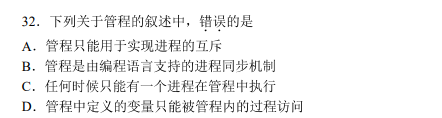 32．下列关于管程的叙述中，错误的是
A．管程只能用于实现进程的互斥
B．管程是由编程语言支持的进程同步机制
C．任何时候只能有一个进程在管程中执行
D．管程中定义的变量只能被管程内的过程访问